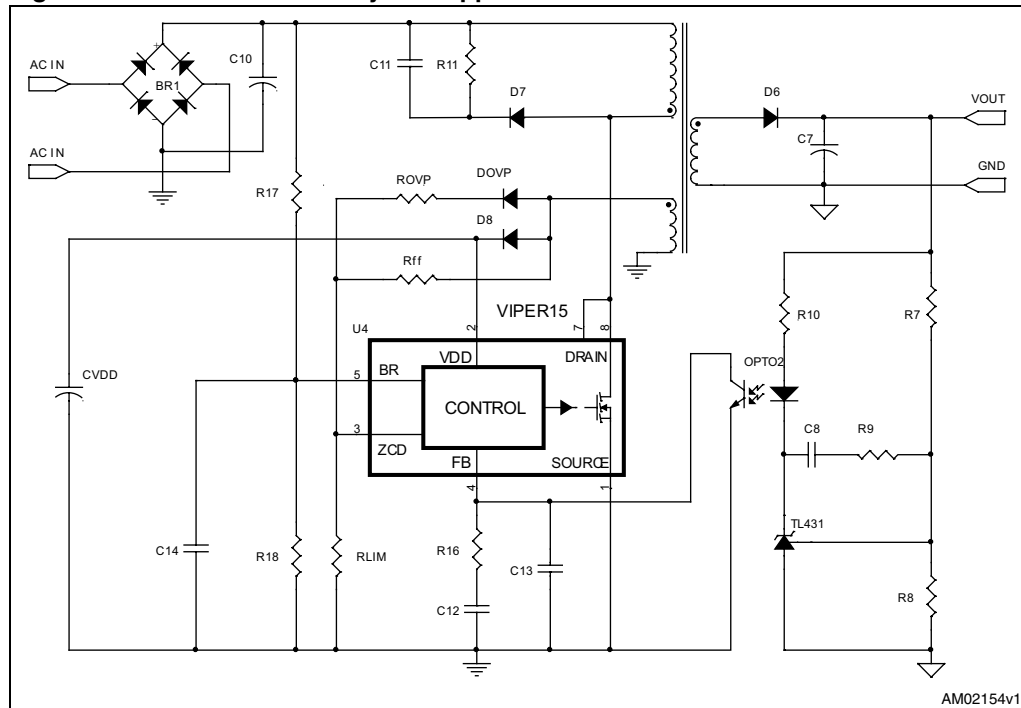 AC IN
AC IN
BR1
+
-
C10
C11
R11
D7
D6
VOUT
C7
GND
R17
ROVP
DOVP
D8
Rff
VIPER15
U4
2
7
8
VDD
DRAIN
5
BR
CONTROL
3
ZCD
FB
SOURCE
4
1
CVDD
R10
R7
OPTO2
C8
R9
TL431
R8
C14
R18
RLIM
R16
C12
C13
AM02154v1